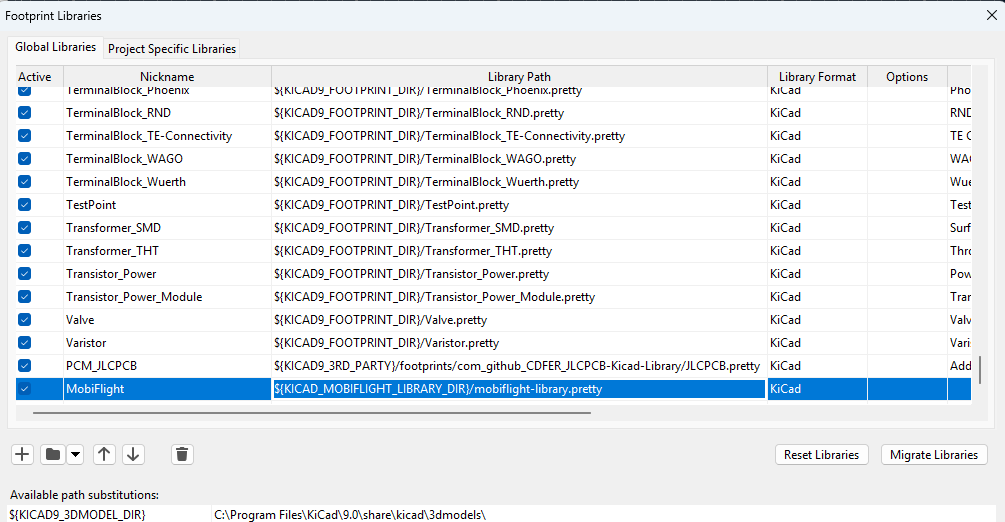 Footprint Libraries
Global Libraries Project Specific Libraries
Active Nickname Library Path Library Format Options
TerminalBlock_Phoenix ${KICAD9_FOOTPRINT_DIR}/TerminalBlock_Phoenix.pretty KiCad Pho
TerminalBlock_RND ${KICAD9_FOOTPRINT_DIR}/TerminalBlock_RND.pretty KiCad RND
TerminalBlock_TE-Connectivity ${KICAD9_FOOTPRINT_DIR}/TerminalBlock_TE-Connectivity.pretty KiCad TE C
TerminalBlock_WAGO ${KICAD9_FOOTPRINT_DIR}/TerminalBlock_WAGO.pretty KiCad WAG
TerminalBlock_Wuerth ${KICAD9_FOOTPRINT_DIR}/TerminalBlock_Wuerth.pretty KiCad Wue
TestPoint ${KICAD9_FOOTPRINT_DIR}/TestPoint.pretty KiCad Test
Transformer_SMD ${KICAD9_FOOTPRINT_DIR}/Transformer_SMD.pretty KiCad Surf
Transformer_THT ${KICAD9_FOOTPRINT_DIR}/Transformer_THT.pretty KiCad Thro
Transistor_Power ${KICAD9_FOOTPRINT_DIR}/Transistor_Power.pretty KiCad Pow
Transistor_Power_Module ${KICAD9_FOOTPRINT_DIR}/Transistor_Power_Module.pretty KiCad Tran
Valve ${KICAD9_FOOTPRINT_DIR}/Valve.pretty KiCad Valv
Varistor ${KICAD9_FOOTPRINT_DIR}/Varistor.pretty KiCad Vari
PCM_JLCPCB ${KICAD9_3RD_PARTY}/footprints/com_github_CDFER_JLCPCB-Kicad-Library/JLCPCB.pretty KiCad Add
MobiFlight ${KICAD_MOBIFLIGHT_LIBRARY_DIR}/mobiflight-library.pretty KiCad
Reset Libraries Migrate Libraries
Available path substitutions:
${KICAD9_3DMODEL_DIR} C:\Program Files\KiCad\9.0\share\kicad\3dmodels\